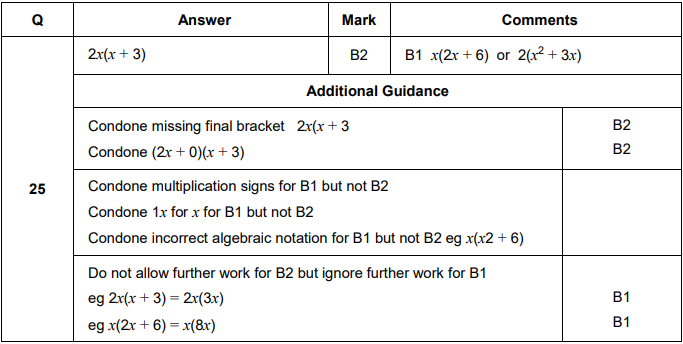 Q Answer Mark Comments
2x(x + 3) B2 B1 x(2x + 6) or 2(x² + 3x)
Additional Guidance
Condone missing final bracket 2x(x + 3 B2
Condone (2x + 0)(x + 3) B2
25
Condone multiplication signs for B1 but not B2
Condone 1x for x for B1 but not B2
Condone incorrect algebraic notation for B1 but not B2 eg x(x2 + 6)
Do not allow further work for B2 but ignore further work for B1
eg 2x(x + 3) = 2x(3x) B1
eg x(2x + 6) = x(8x) B1